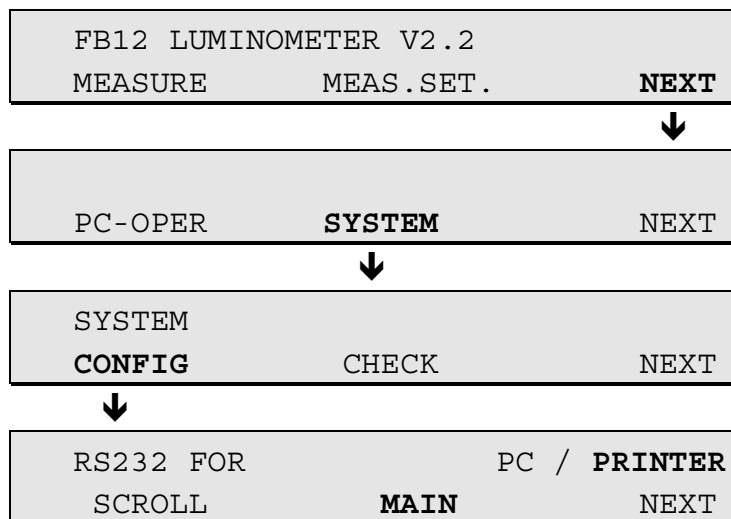 FB12 LUMINOMETER V2.2
MEASURE MEAS.SET. NEXT
PC-OPER SYSTEM NEXT
SYSTEM
CONFIG CHECK NEXT
RS232 FOR PC / PRINTER
SCROLL MAIN NEXT